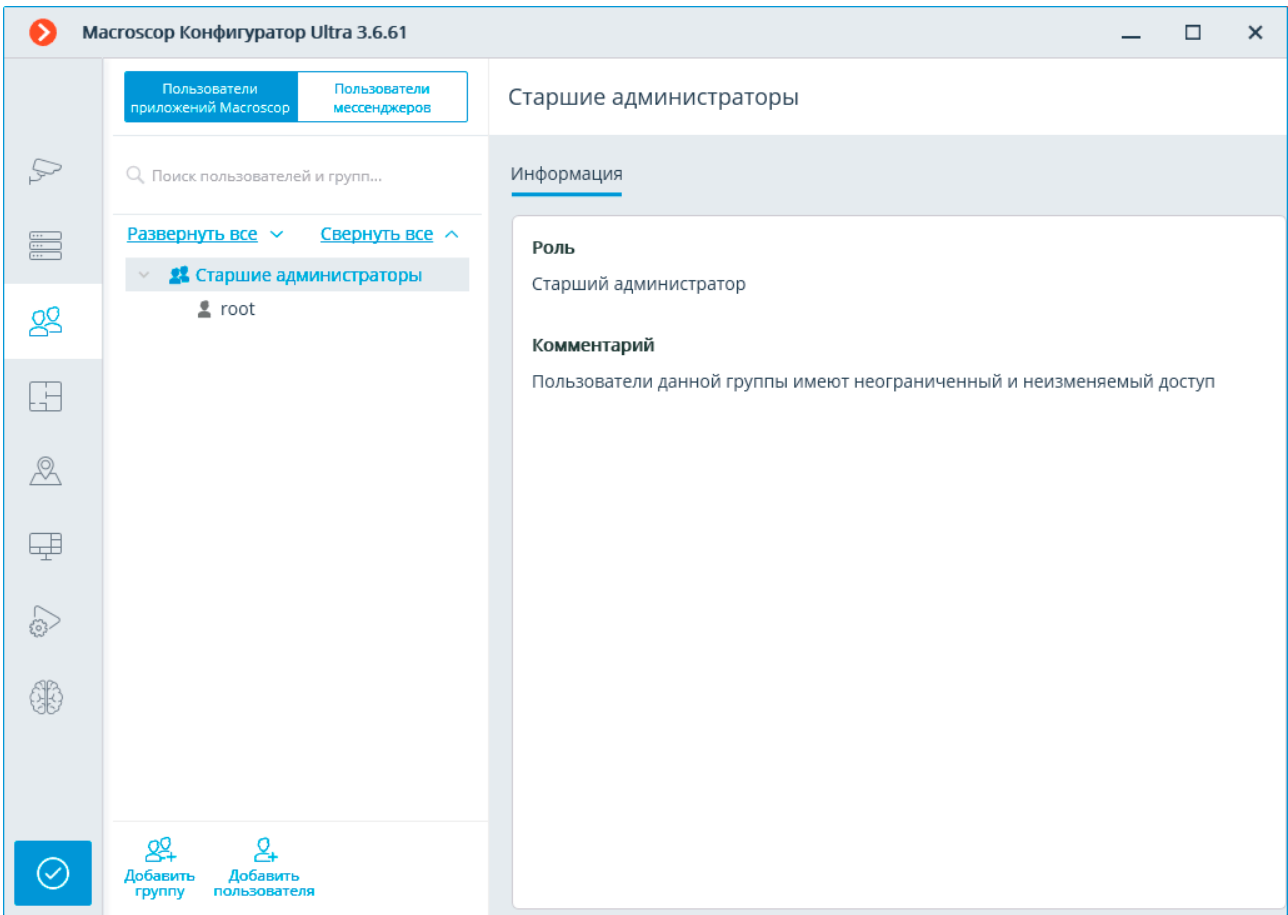 Macroscop Конфигуратор Ultra 3.6.61
Пользователи
приложений Macroscop
Пользователи
мессенджеров
Поиск пользователей и групп...
Развернуть все
Свернуть все
Старшие администраторы
root
Добавить
группу
Добавить
пользователя
Старшие администраторы
Информация
Роль
Старший администратор
Комментарий
Пользователи данной группы имеют неограниченный и неизменяемый доступ